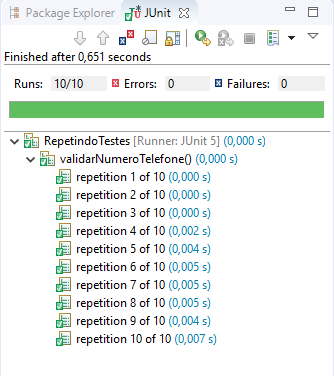 Package Explorer JUnit
Finished after 0,651 seconds
Runs: 10/10 Errors: 0 Failures: 0
RepetindoTestes [Runner: JUnit 5] (0,000 s)
validarNumeroTelefone() (0,000 s)
repetition 1 of 10 (0,000 s)
repetition 2 of 10 (0,000 s)
repetition 3 of 10 (0,000 s)
repetition 4 of 10 (0,002 s)
repetition 5 of 10 (0,004 s)
repetition 6 of 10 (0,005 s)
repetition 7 of 10 (0,005 s)
repetition 8 of 10 (0,005 s)
repetition 9 of 10 (0,004 s)
repetition 10 of 10 (0,007 s)